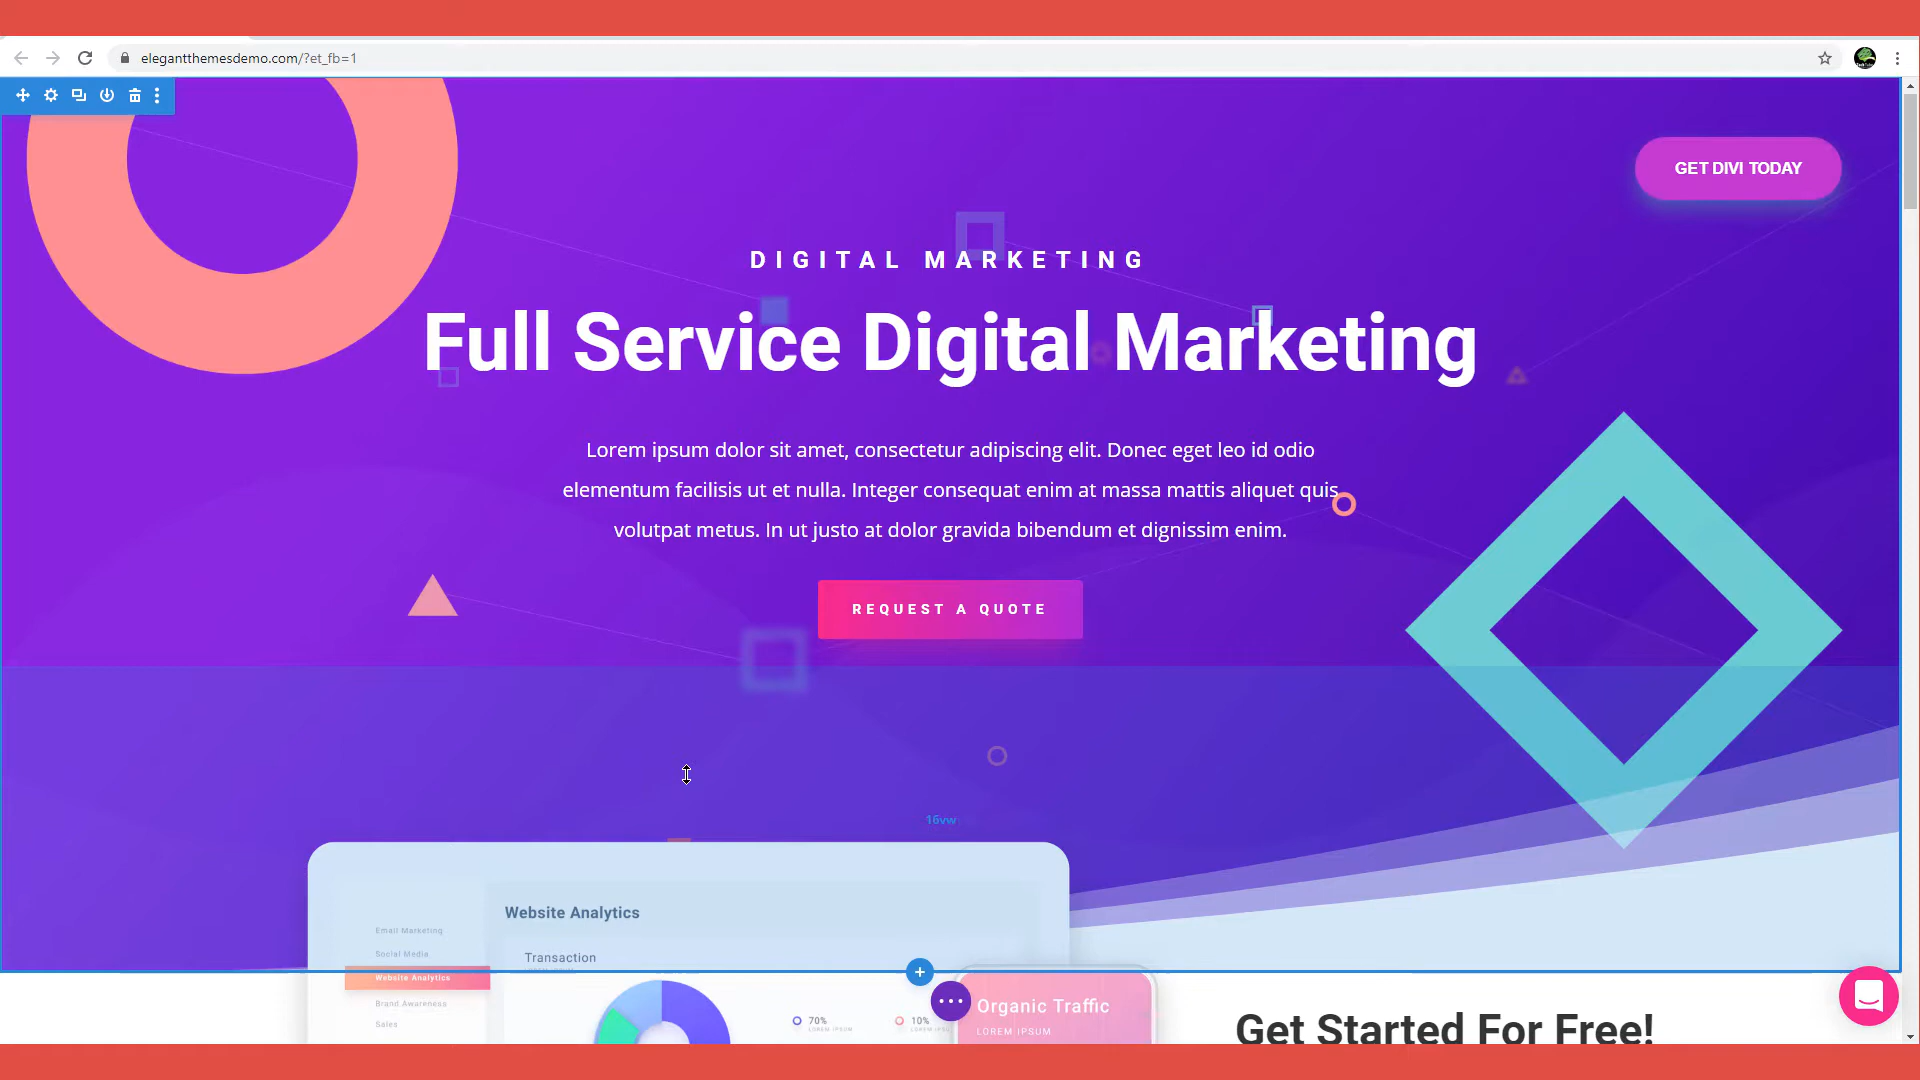 elegantthemesdemo.com/?et_fb=1
GET DIVI TODAY
DIGITAL MARKETING
Full Service Digital Marketing
Lorem ipsum dolor sit amet, consectetur adipiscing elit. Donec eget leo id odio
elementum facilisis ut et nulla. Integer consequat enim at massa mattis aliquet quis
volutpat metus. In ut justo at dolor gravida bibendum et dignissim enim.
REQUEST A QUOTE
16vw
Website Analytics
Email Marketing
Social Media
Website Analytics
Brand Awareness
Sales
Transaction
70%
LOREM IPSUM
10%
LOREM
Organic Traffic
LOREM IPSUM
Get Started For Free!